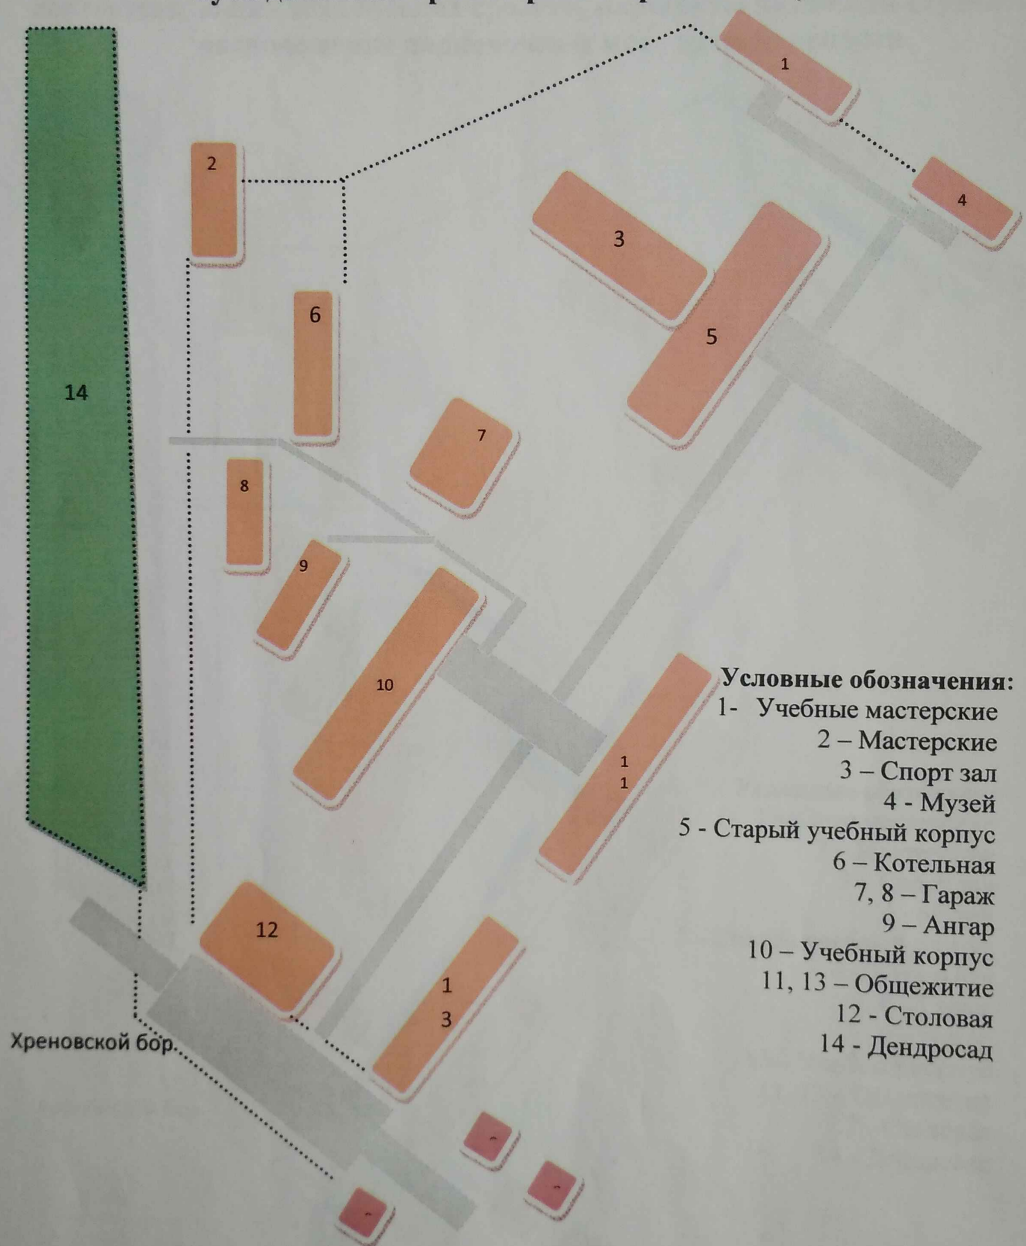 1
2
4
3
6
5
14
7
8
9
10
1
1
12
1
3
Хреновской бор.
Условные обозначения:
1- Учебные мастерские
2 – Мастерские
3 – Спорт зал
4 - Музей
5 - Старый учебный корпус
6 – Котельная
7, 8 – Гараж
9 – Ангар
10 – Учебный корпус
11, 13 – Общежитие
12 - Столовая
14 - Дендросад